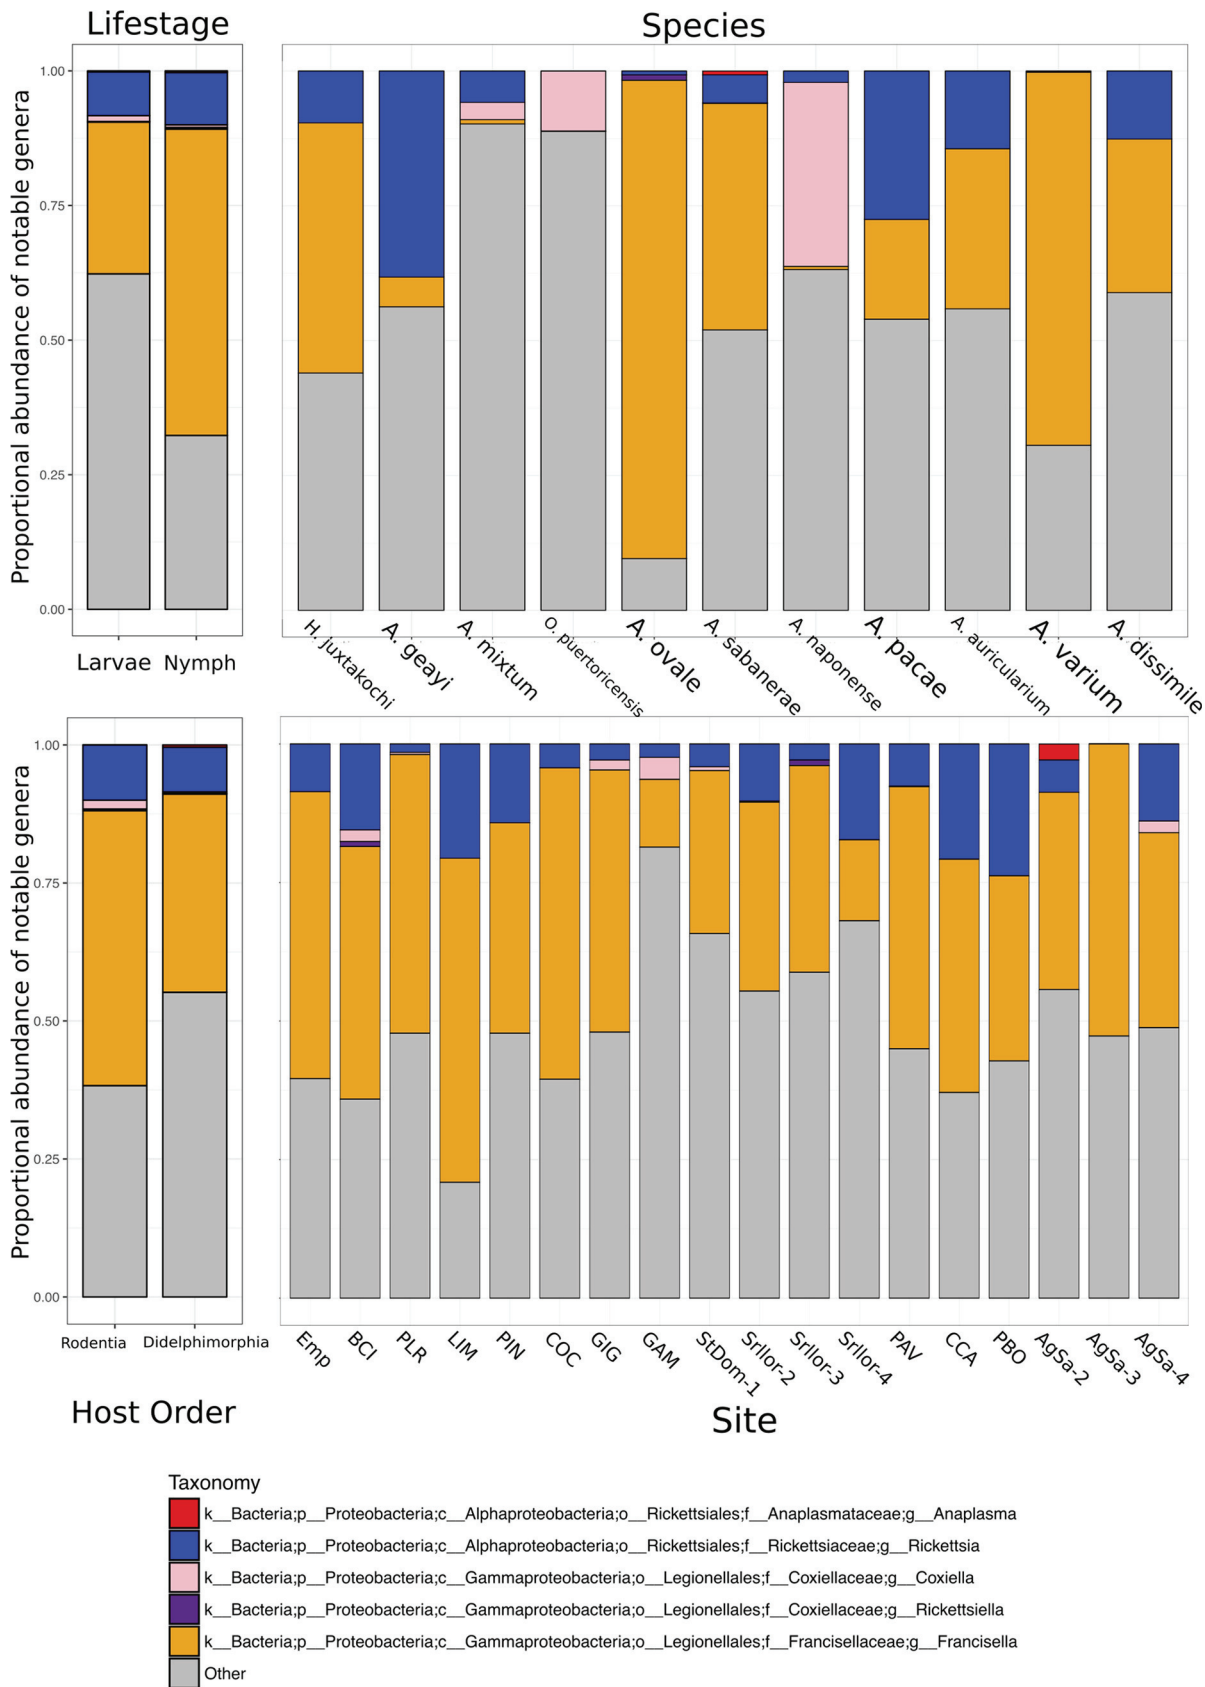 Lifestage
Species
Proportional abundance of notable genera
1.00
0.75
0.50
0.25
0.00
Larvae Nymph
H. juxtakochi
A. geayi
A. mixtum
O. puertoricensis
A. ovale
A. sabanerae
A. naponense
A. pacae
A. auricularium
A. varium
A. dissimile
Proportional abundance of notable genera
1.00
0.75
0.50
0.25
0.00
Rodentia Didelphimorphia
Emp
BCI
PLR
LIM
PIN
COC
GIG
GAM
StDom-1
Srllor-2
Srllor-3
Srllor-4
PAV
CCA
PBO
AgSa-2
AgSa-3
AgSa-4
Host Order
Site
Taxonomy
k__Bacteria;p__Proteobacteria;c__Alphaproteobacteria;o__Rickettsiales;f__Anaplasmataceae;g__Anaplasma
k__Bacteria;p__Proteobacteria;c__Alphaproteobacteria;o__Rickettsiales;f__Rickettsiaceae;g__Rickettsia
k__Bacteria;p__Proteobacteria;c__Gammaproteobacteria;o__Legionellales;f__Coxiellaceae;g__Coxiella
k__Bacteria;p__Proteobacteria;c__Gammaproteobacteria;o__Legionellales;f__Coxiellaceae;g__Rickettsiella
k__Bacteria;p__Proteobacteria;c__Gammaproteobacteria;o__Legionellales;f__Francisellaceae;g__Francisella
Other